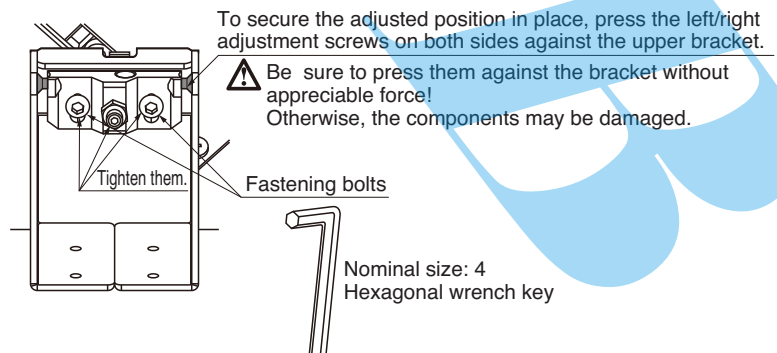 To secure the adjusted position in place, press the left/right
adjustment screws on both sides against the upper bracket.
Be sure to press them against the bracket without
appreciable force!
Otherwise, the components may be damaged.
Tighten them.
Fastening bolts
Nominal size: 4
Hexagonal wrench key